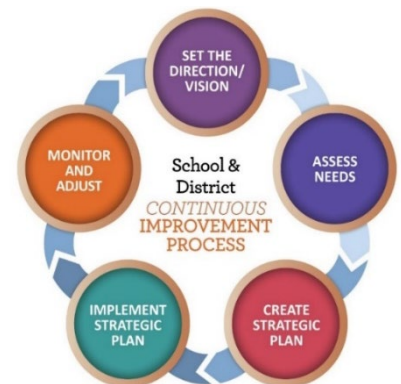 SET THE
DIRECTION/
VISION
ASSESS
NEEDS
CREATE
STRATEGIC
PLAN
IMPLEMENT
STRATEGIC
PLAN
MONITOR
AND
ADJUST
School &
District
CONTINUOUS
IMPROVEMENT
PROCESS